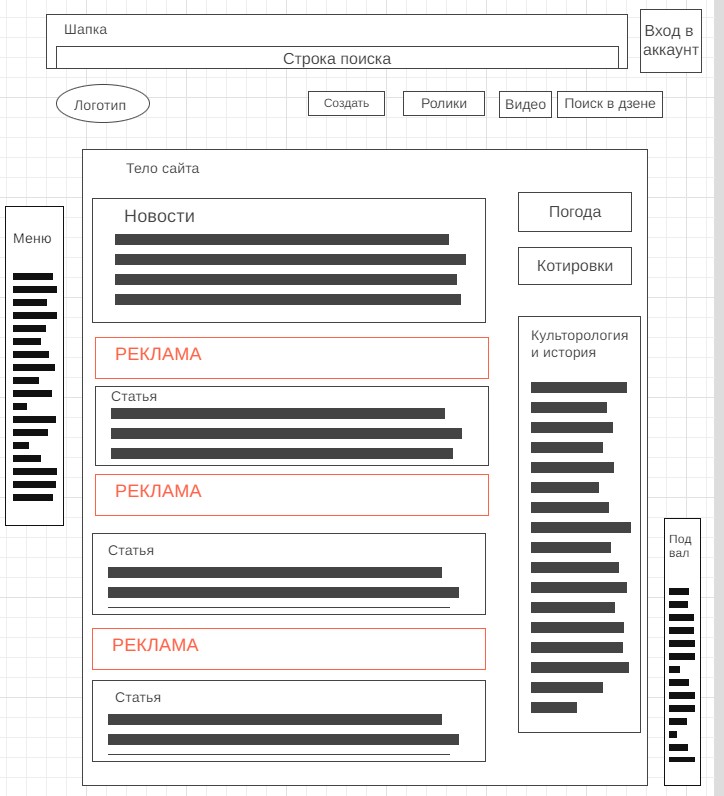 Шапка
Строка поиска
Вход в
аккаунт
Логотип
Создать
Ролики
Видео
Поиск в дзене
Тело сайта
Новости
Погода
Котировки
Меню
РЕКЛАМА
Статья
РЕКЛАМА
Статья
РЕКЛАМА
Статья
Культорология
и история
Под
вал